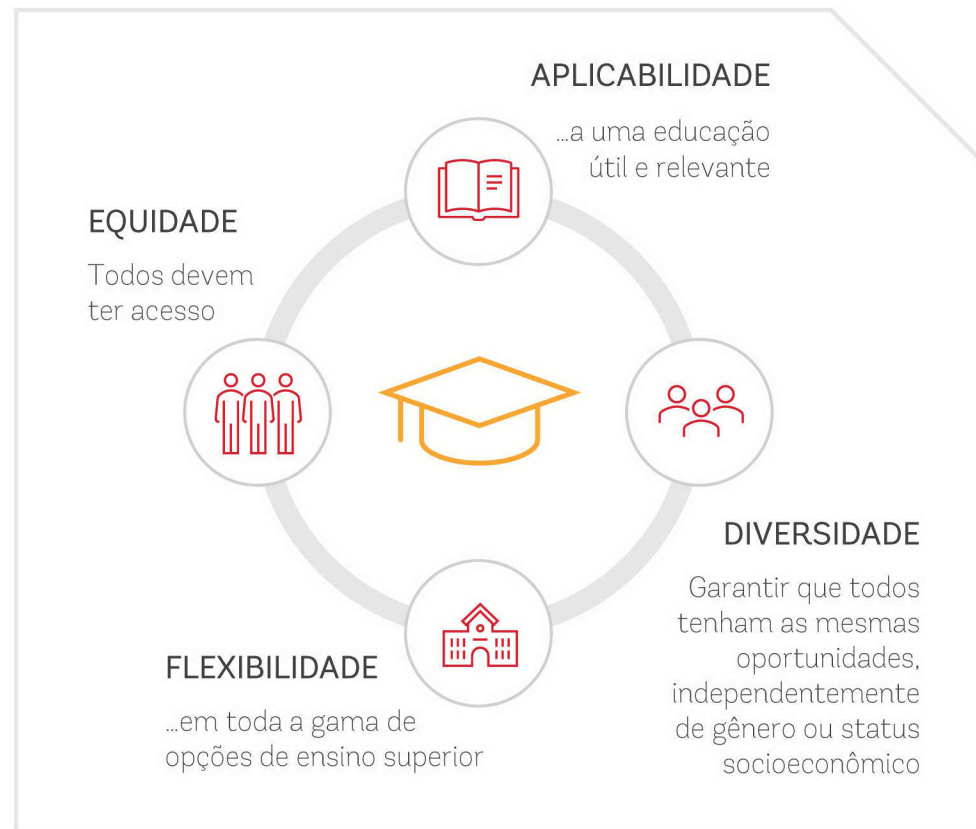 APLICABILIDADE
...a uma educação
útil e relevante
EQUIDADE
Todos devem
ter acesso
DIVERSIDADE
Garantir que todos
tenham as mesmas
oportunidades,
independentemente
de gênero ou status
socioeconômico
FLEXIBILIDADE
...em toda a gama de
opções de ensino superior